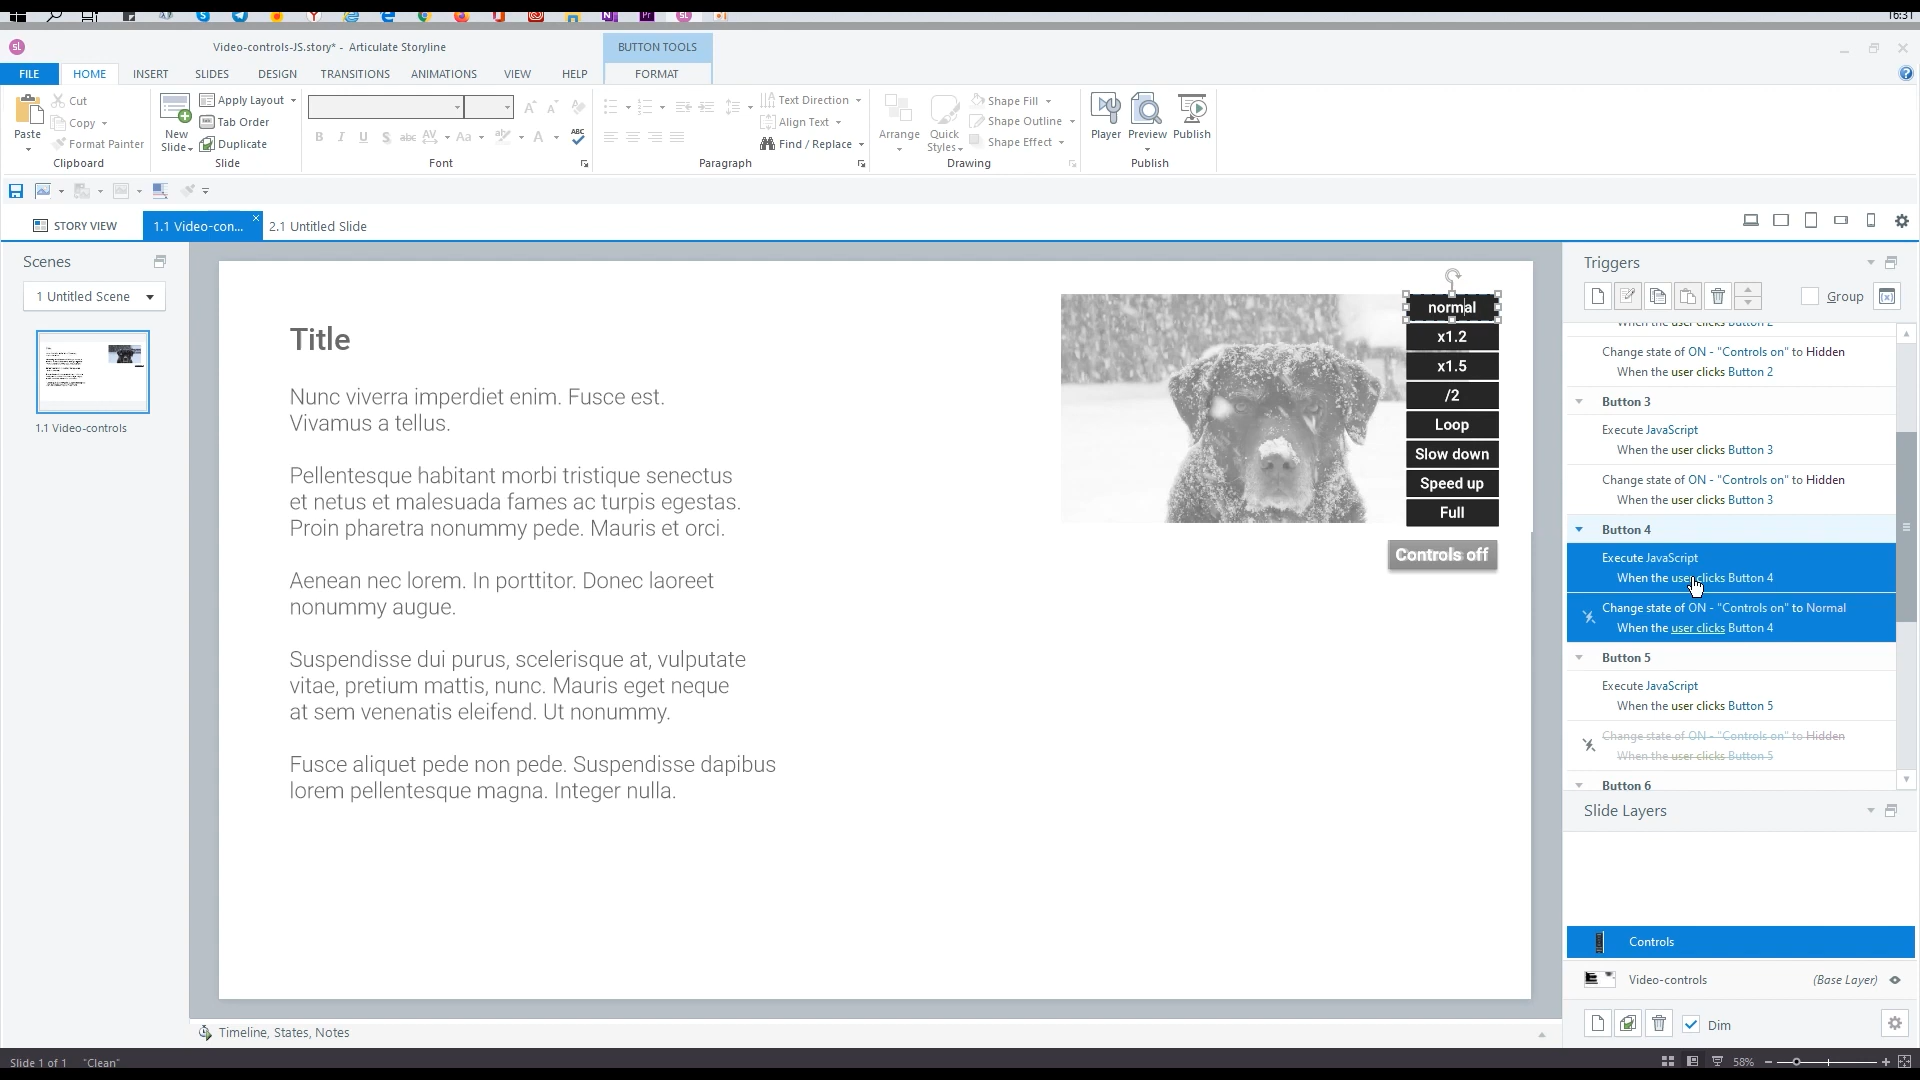 16:31
Video-controls-JS.story* - Articulate Storyline
BUTTON TOOLS
FILE HOME INSERT SLIDES DESIGN TRANSITIONS ANIMATIONS VIEW HELP FORMAT
Paste
Cut
Copy
Format Painter
Clipboard
New Slide
Apply Layout
Tab Order
Duplicate
Slide
Font
Text Direction
Align Text
Find / Replace
Paragraph
Arrange
Quick Styles
Shape Fill
Shape Outline
Shape Effect
Drawing
Player
Preview
Publish
Publish
STORY VIEW
1.1 Video-con...
2.1 Untitled Slide
Scenes
1 Untitled Scene
1.1 Video-controls
Title
Nunc viverra imperdiet enim. Fusce est.
Vivamus a tellus.
Pellentesque habitant morbi tristique senectus
et netus et malesuada fames ac turpis egestas.
Proin pharetra nonummy pede. Mauris et orci.
Aenean nec lorem. In porttitor. Donec laoreet
nonummy augue.
Suspendisse dui purus, scelerisque at, vulputate
vitae, pretium mattis, nunc. Mauris eget neque
at sem venenatis eleifend. Ut nonummy.
Fusce aliquet pede non pede. Suspendisse dapibus
lorem pellentesque magna. Integer nulla.
normal
x1.2
x1.5
/2
Loop
Slow down
Speed up
Full
Controls off
Triggers
Group
When the user clicks Button 2
Change state of ON - "Controls on" to Hidden
When the user clicks Button 2
Button 3
Execute JavaScript
When the user clicks Button 3
Change state of ON - "Controls on" to Hidden
When the user clicks Button 3
Button 4
Execute JavaScript
When the user clicks Button 4
Change state of ON - "Controls on" to Normal
When the user clicks Button 4
Button 5
Execute JavaScript
When the user clicks Button 5
Change state of ON - "Controls on" to Hidden
When the user clicks Button 5
Button 6
Slide Layers
Controls
Video-controls (Base Layer)
Dim
Timeline, States, Notes
Slide 1 of 1 "Clean"
58%